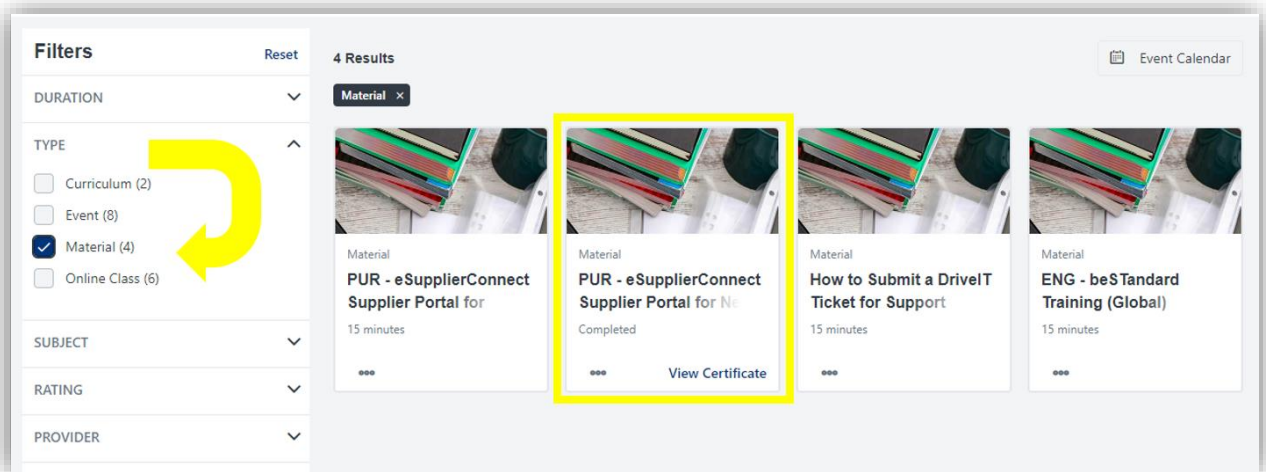 Filters
Reset
DURATION
TYPE
Curriculum (2)
Event (8)
Material (4)
Online Class (6)
SUBJECT
RATING
PROVIDER
4 Results
Event Calendar
Material ×
Material
PUR - eSupplierConnect
Supplier Portal for
15 minutes
Material
PUR - eSupplierConnect
Supplier Portal for Ne
Completed
View Certificate
Material
How to Submit a DriveIT
Ticket for Support
15 minutes
Material
ENG - beSTandard
Training (Global)
15 minutes